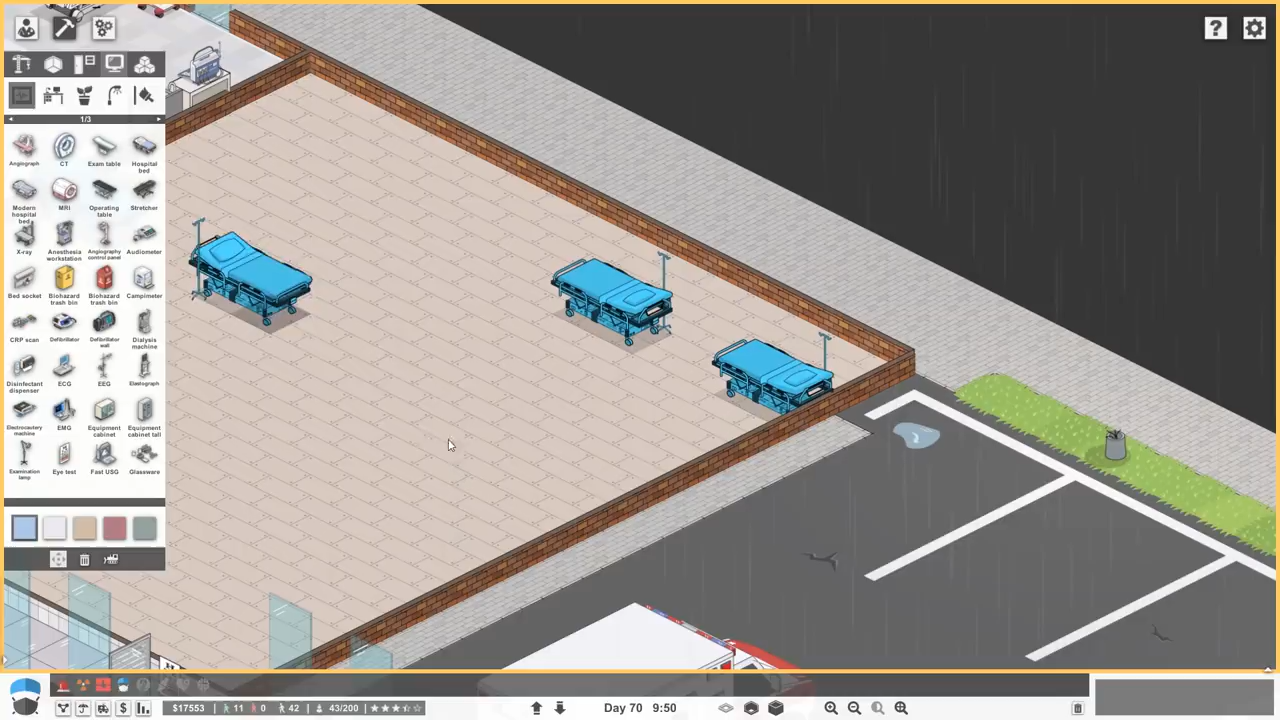 ?
1/3
Angiograph CT Exam table Hospital bed
Modern hospital bed MRI Operating table Stretcher
X-ray Anesthesia workstation Angiography control panel Audiometer
Bed socket Biohazard trash bin Biohazard trash bin Campimeter
CRP scan Defibrillator Defibrillator wall Dialysis machine
Disinfectant dispenser ECG EEG Elastograph
Electrocautery machine EMG Equipment cabinet Equipment cabinet tall
Examination lamp Eye test Fast USG Glassware
$17553 11 0 42 43/200
Day 70 9:50